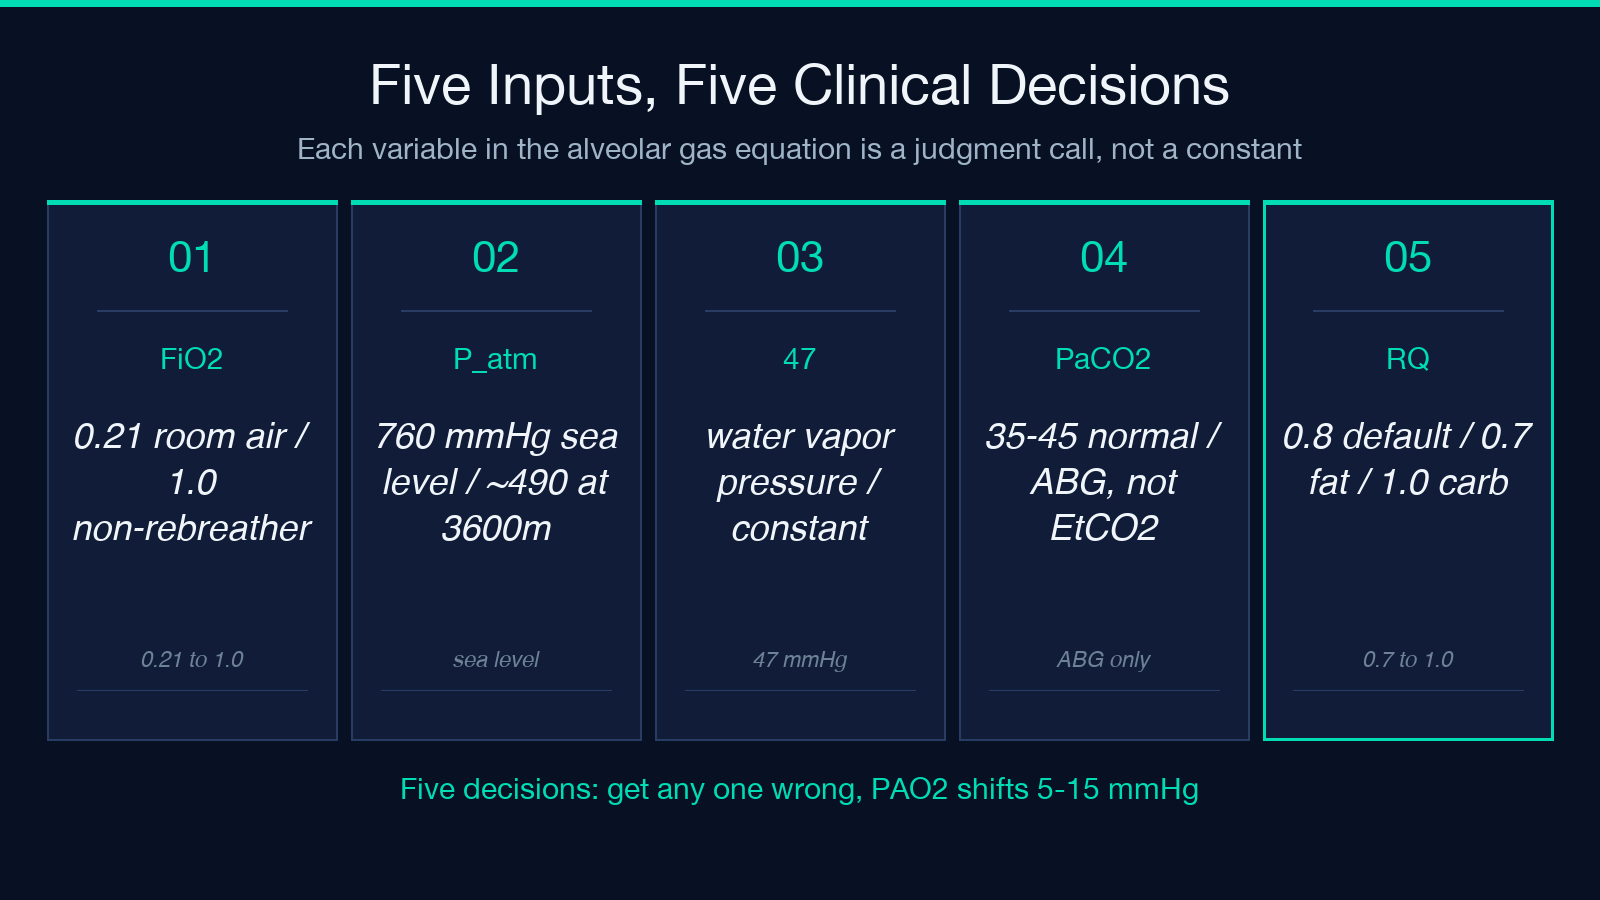 Five Inputs, Five Clinical Decisions
Each variable in the alveolar gas equation is a judgment call, not a constant
01
FiO2
0.21 room air /
1.0
non-rebreather
0.21 to 1.0
02
P_atm
760 mmHg sea
level / ~490 at
3600m
sea level
03
47
water vapor
pressure /
constant
47 mmHg
04
PaCO2
35-45 normal /
ABG, not
EtCO2
ABG only
05
RQ
0.8 default / 0.7
fat / 1.0 carb
0.7 to 1.0
Five decisions: get any one wrong, PAO2 shifts 5-15 mmHg